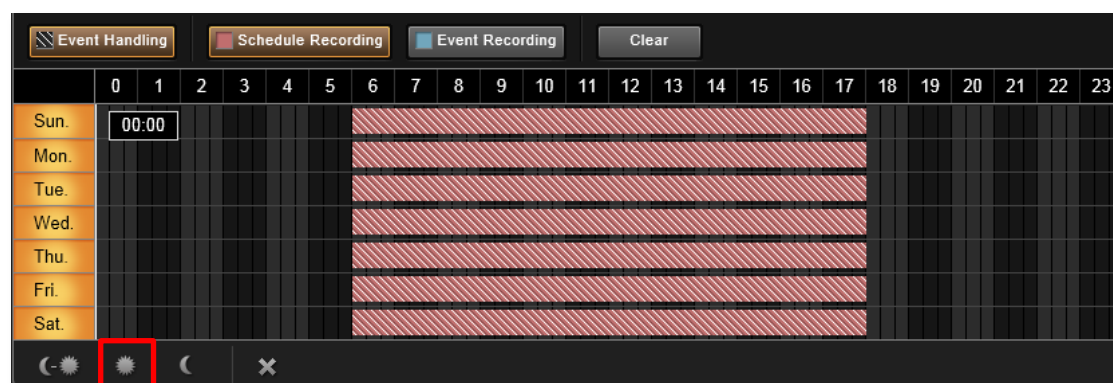 Event Handling Schedule Recording Event Recording Clear
0 1 2 3 4 5 6 7 8 9 10 11 12 13 14 15 16 17 18 19 20 21 22 23
Sun. 00:00
Mon.
Tue.
Wed.
Thu.
Fri.
Sat.